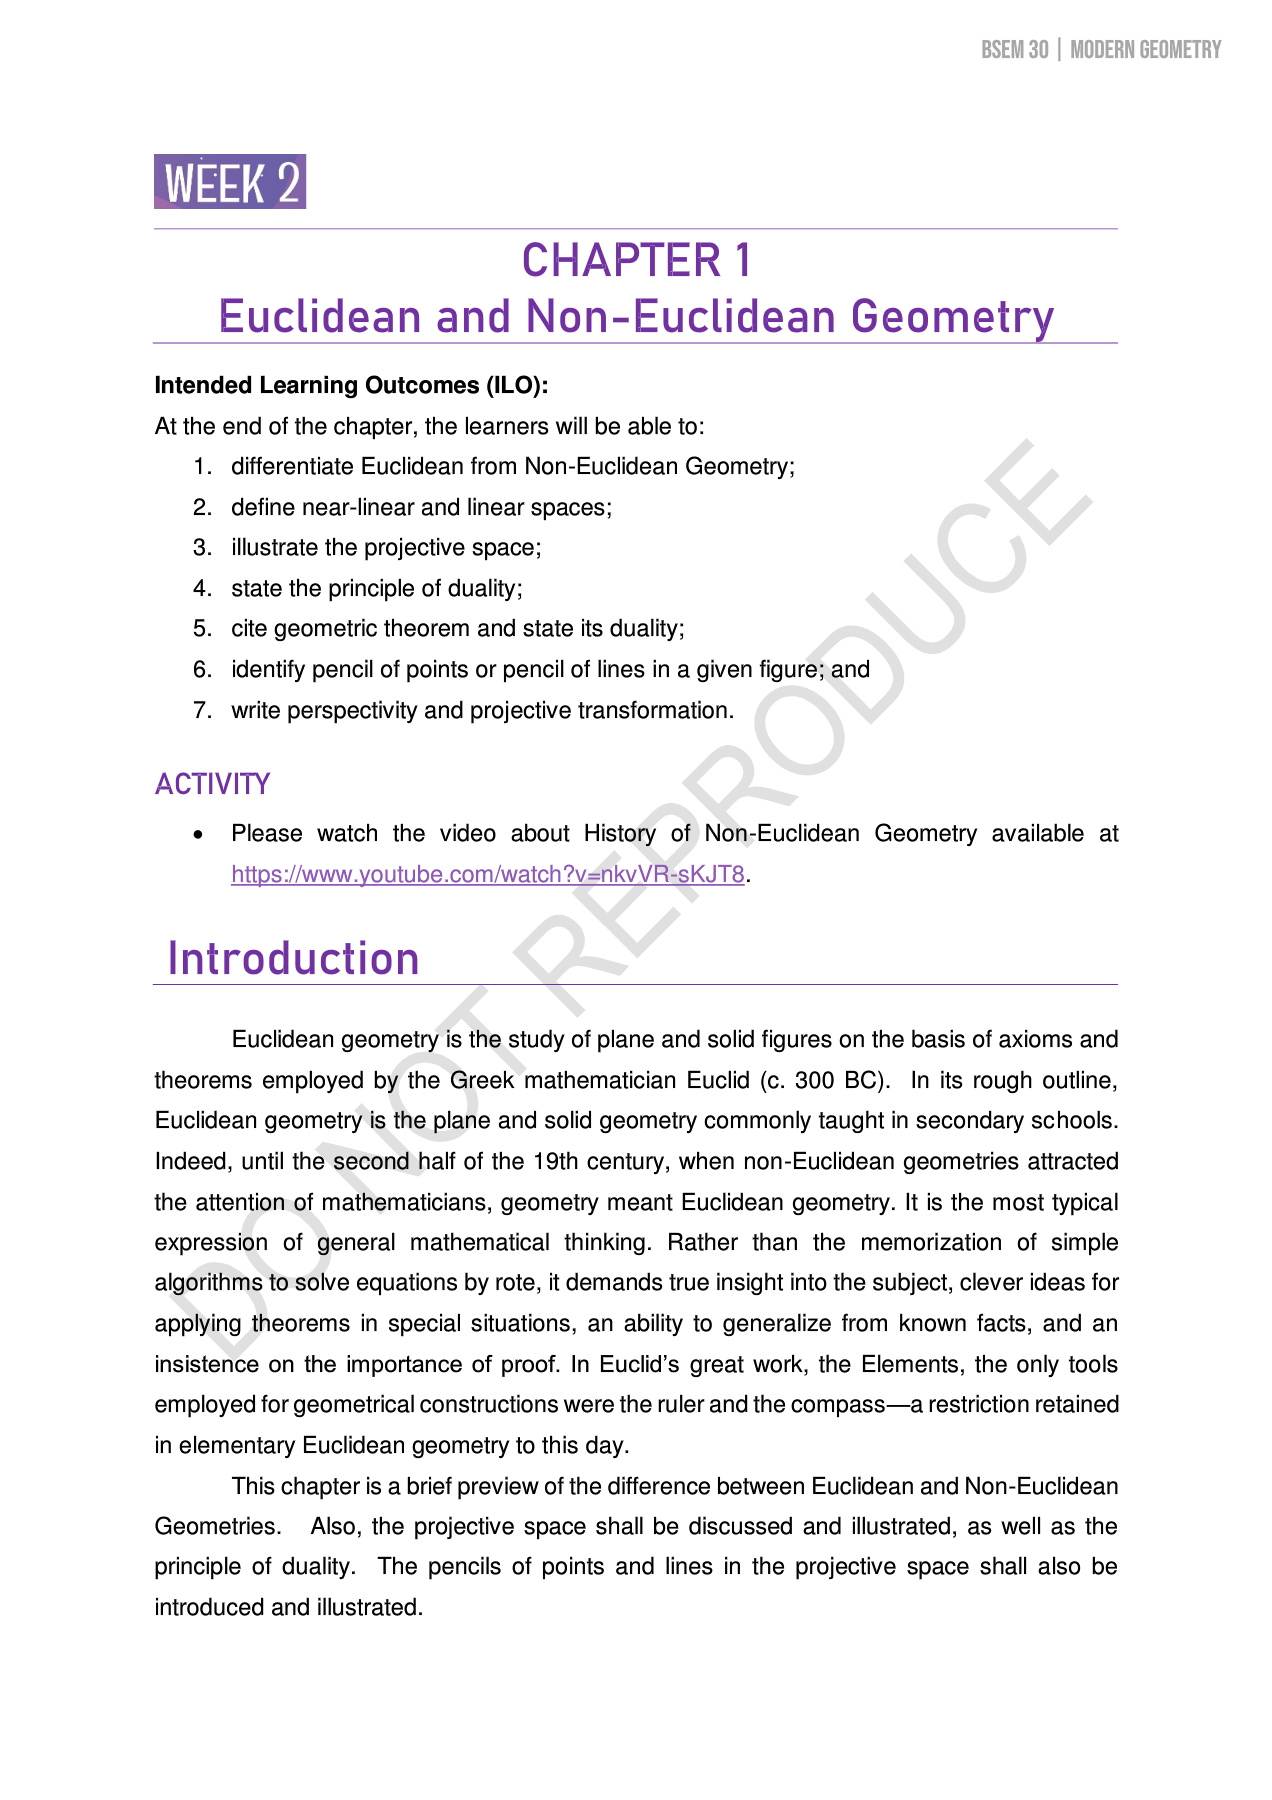 BSEM 30 | MODERN GEOMETRY
WEEK 2
CHAPTER 1
Euclidean and Non-Euclidean Geometry
Intended Learning Outcomes (ILO):
At the end of the chapter, the learners will be able to:
1. differentiate Euclidean from Non-Euclidean Geometry;
2. define near-linear and linear spaces;
3. illustrate the projective space;
4. state the principle of duality;
5. cite geometric theorem and state its duality;
6. identify pencil of points or pencil of lines in a given figure; and
7. write perspectivity and projective transformation.
ACTIVITY
• Please watch the video about History of Non-Euclidean Geometry available at
https://www.youtube.com/watch?v=nkvVR-sKJT8.
Introduction
Euclidean geometry is the study of plane and solid figures on the basis of axioms and
theorems employed by the Greek mathematician Euclid (c. 300 BC). In its rough outline,
Euclidean geometry is the plane and solid geometry commonly taught in secondary schools.
Indeed, until the second half of the 19th century, when non-Euclidean geometries attracted
the attention of mathematicians, geometry meant Euclidean geometry. It is the most typical
expression of general mathematical thinking. Rather than the memorization of simple
algorithms to solve equations by rote, it demands true insight into the subject, clever ideas for
applying theorems in special situations, an ability to generalize from known facts, and an
insistence on the importance of proof. In Euclid’s great work, the Elements, the only tools
employed for geometrical constructions were the ruler and the compass—a restriction retained
in elementary Euclidean geometry to this day.
This chapter is a brief preview of the difference between Euclidean and Non-Euclidean
Geometries. Also, the projective space shall be discussed and illustrated, as well as the
principle of duality. The pencils of points and lines in the projective space shall also be
introduced and illustrated.
DO NOT REPRODUCE